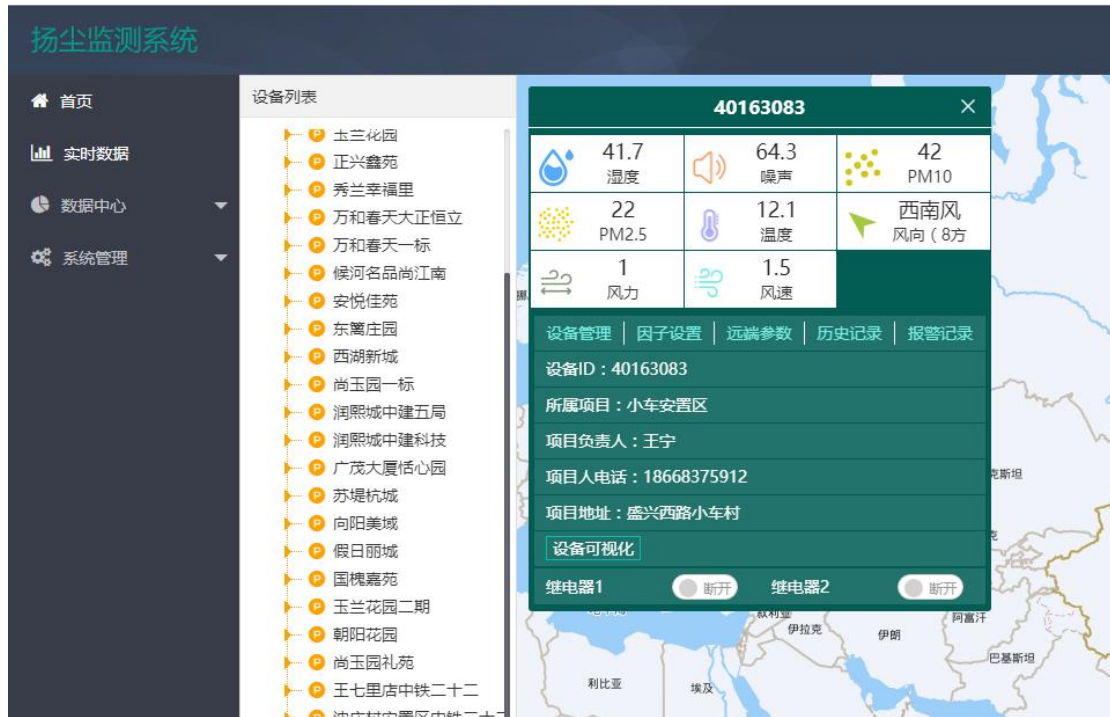 扬尘监测系统
首页
实时数据
数据中心
系统管理
设备列表
玉兰花园
正兴鑫苑
秀兰幸福里
万和春天大正恒立
万和春天一标
候河名品尚江南
安悦佳苑
东篱庄园
西湖新城
尚玉园一标
润熙城中建五局
润熙城中建科技
广茂大厦恬心园
苏堤杭城
向阳美域
假日丽城
国槐嘉苑
玉兰花园二期
朝阳花园
尚玉园礼苑
王七里店中铁二十二
40163083
41.7
湿度
64.3
噪声
42
PM10
22
PM2.5
12.1
温度
西南风
风向（8方
1
风力
1.5
风速
设备管理 | 因子设置 | 远端参数 | 历史记录 | 报警记录
设备ID：40163083
所属项目：小车安置区
项目负责人：王宁
项目人电话：18668375912
项目地址：盛兴西路小车村
设备可视化
继电器1 断开 继电器2 断开
克斯坦
叙利亚
伊拉克
伊朗
阿富汗
巴基斯坦
利比亚
埃及